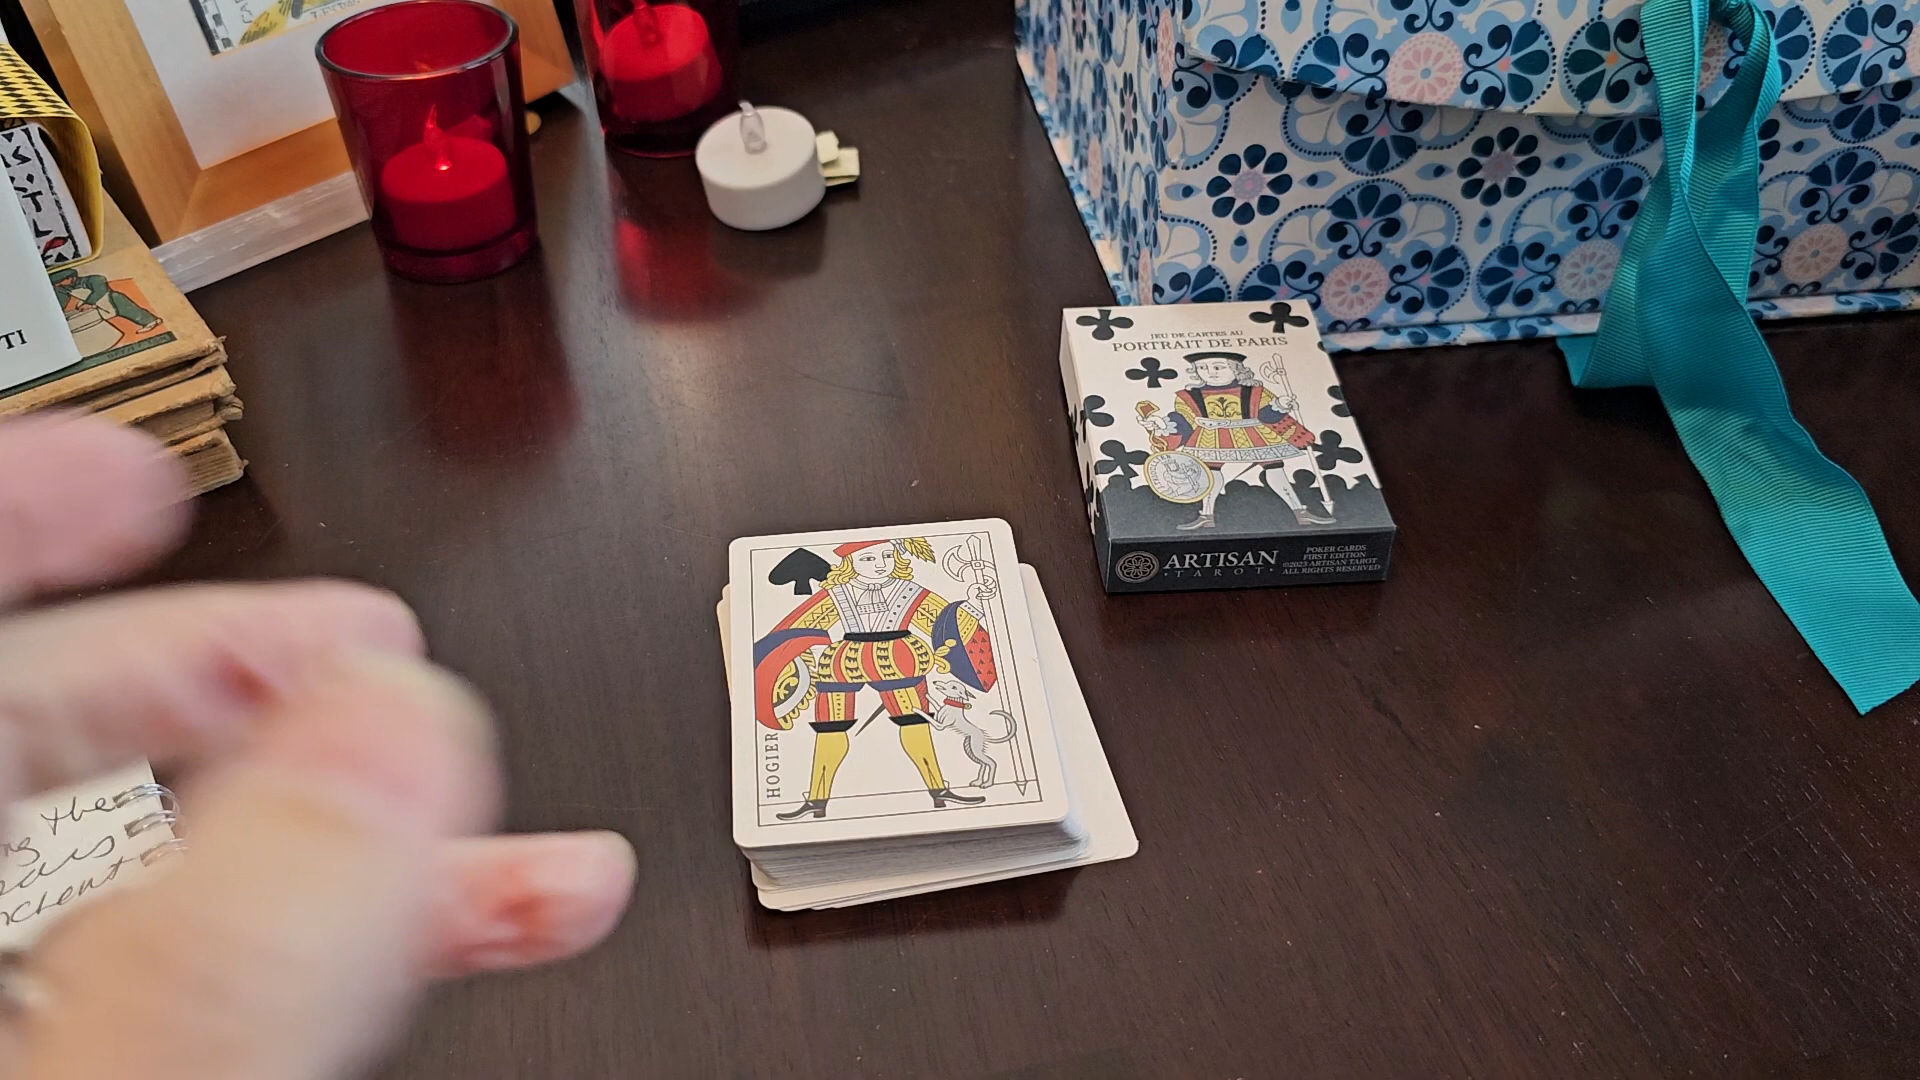 TI
JEU DE CARTES AU
PORTRAIT DE PARIS
ARTISAN
• TAROT •
POKER CARDS
FIRST EDITION
©2023 ARTISAN TAROT
ALL RIGHTS RESERVED
HOGIER
the